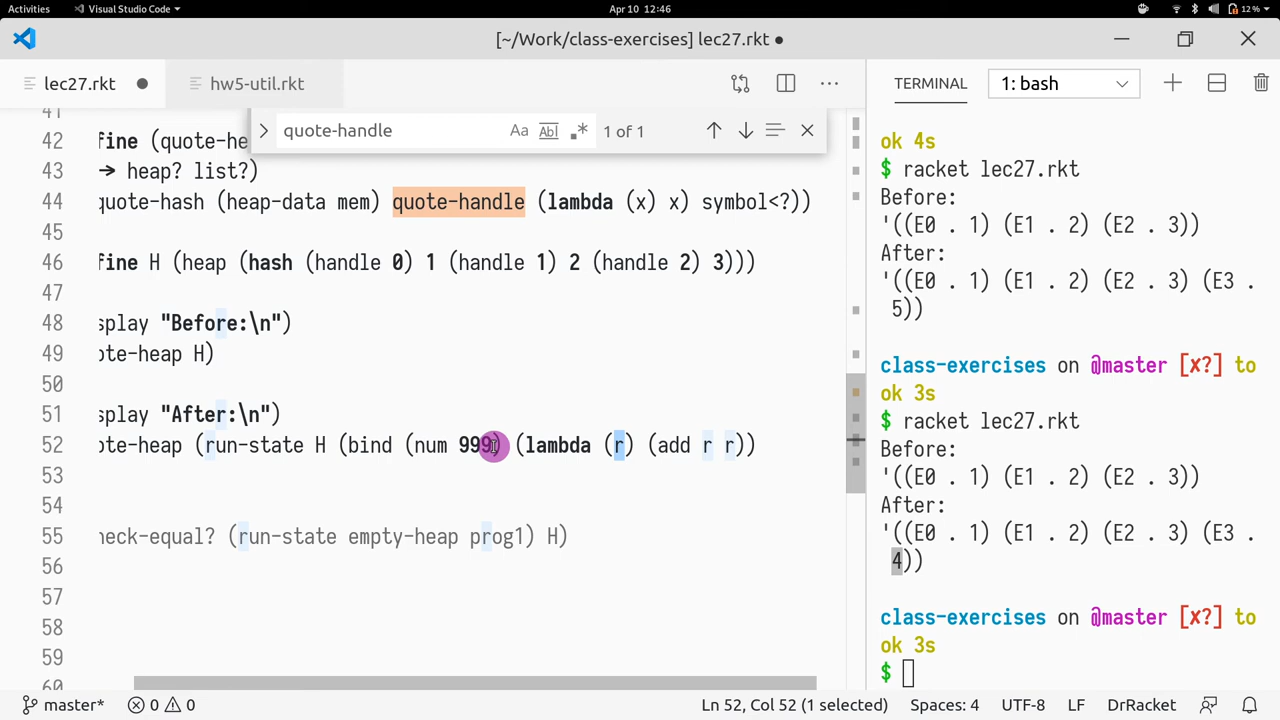 Activities Visual Studio Code Apr 10 12:46 12 %
[~/Work/class-exercises] lec27.rkt ●
lec27.rkt ● hw5-util.rkt ···
TERMINAL 1: bash
quote-handle Aa Abl .* 1 of 1
41
42 fine (quote-he
43 → heap? list?)
44 quote-hash (heap-data mem) quote-handle (lambda (x) x) symbol<?))
45
46 fine H (heap (hash (handle 0) 1 (handle 1) 2 (handle 2) 3)))
47
48 splay "Before:\n")
49 ote-heap H)
50
51 splay "After:\n")
52 ote-heap (run-state H (bind (num 999) (lambda (r) (add r r))
53
54
55 heck-equal? (run-state empty-heap prog1) H)
56
57
58
59
60
ok 4s
$ racket lec27.rkt
Before:
'((E0 . 1) (E1 . 2) (E2 . 3))
After:
'((E0 . 1) (E1 . 2) (E2 . 3) (E3 .
5))
class-exercises on @master [✘?] to
ok 3s
$ racket lec27.rkt
Before:
'((E0 . 1) (E1 . 2) (E2 . 3))
After:
'((E0 . 1) (E1 . 2) (E2 . 3) (E3 .
4))
class-exercises on @master [✘?] to
ok 3s
$
master* 0 0 Ln 52, Col 52 (1 selected) Spaces: 4 UTF-8 LF DrRacket